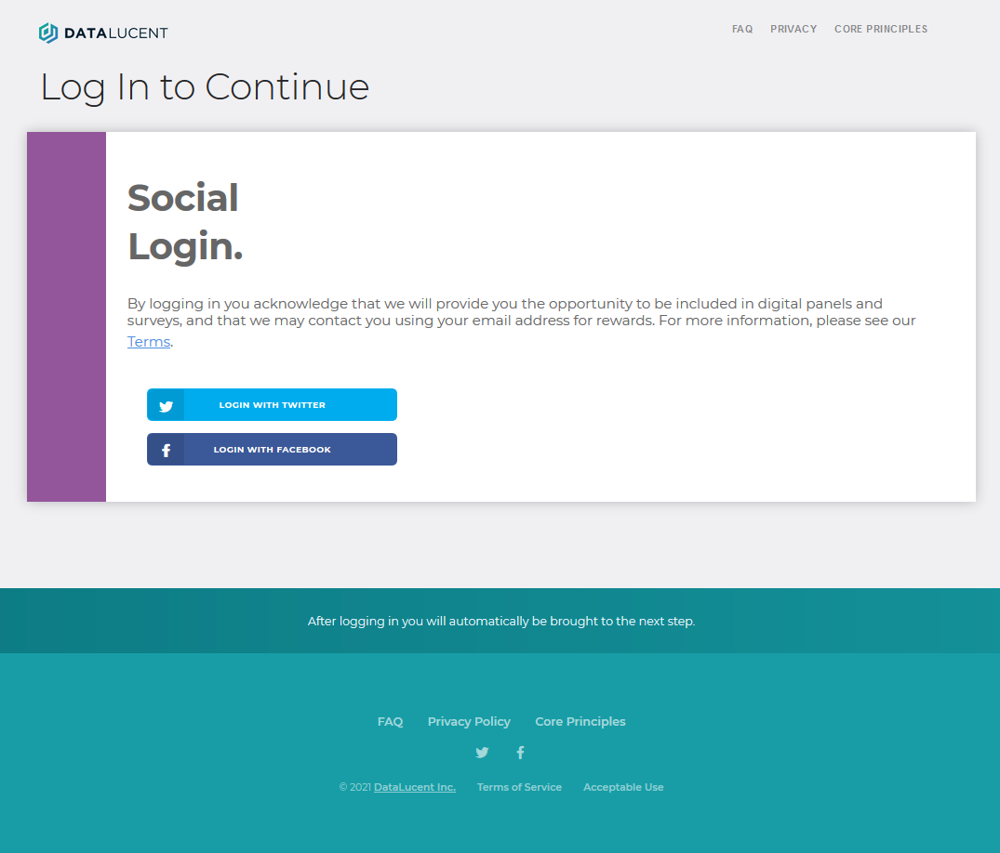 DATALUCENT
FAQ PRIVACY CORE PRINCIPLES
Log In to Continue
Social
Login.
By logging in you acknowledge that we will provide you the opportunity to be included in digital panels and
surveys, and that we may contact you using your email address for rewards. For more information, please see our
Terms.
LOGIN WITH TWITTER
LOGIN WITH FACEBOOK
After logging in you will automatically be brought to the next step.
FAQ Privacy Policy Core Principles
© 2021 DataLucent Inc. Terms of Service Acceptable Use